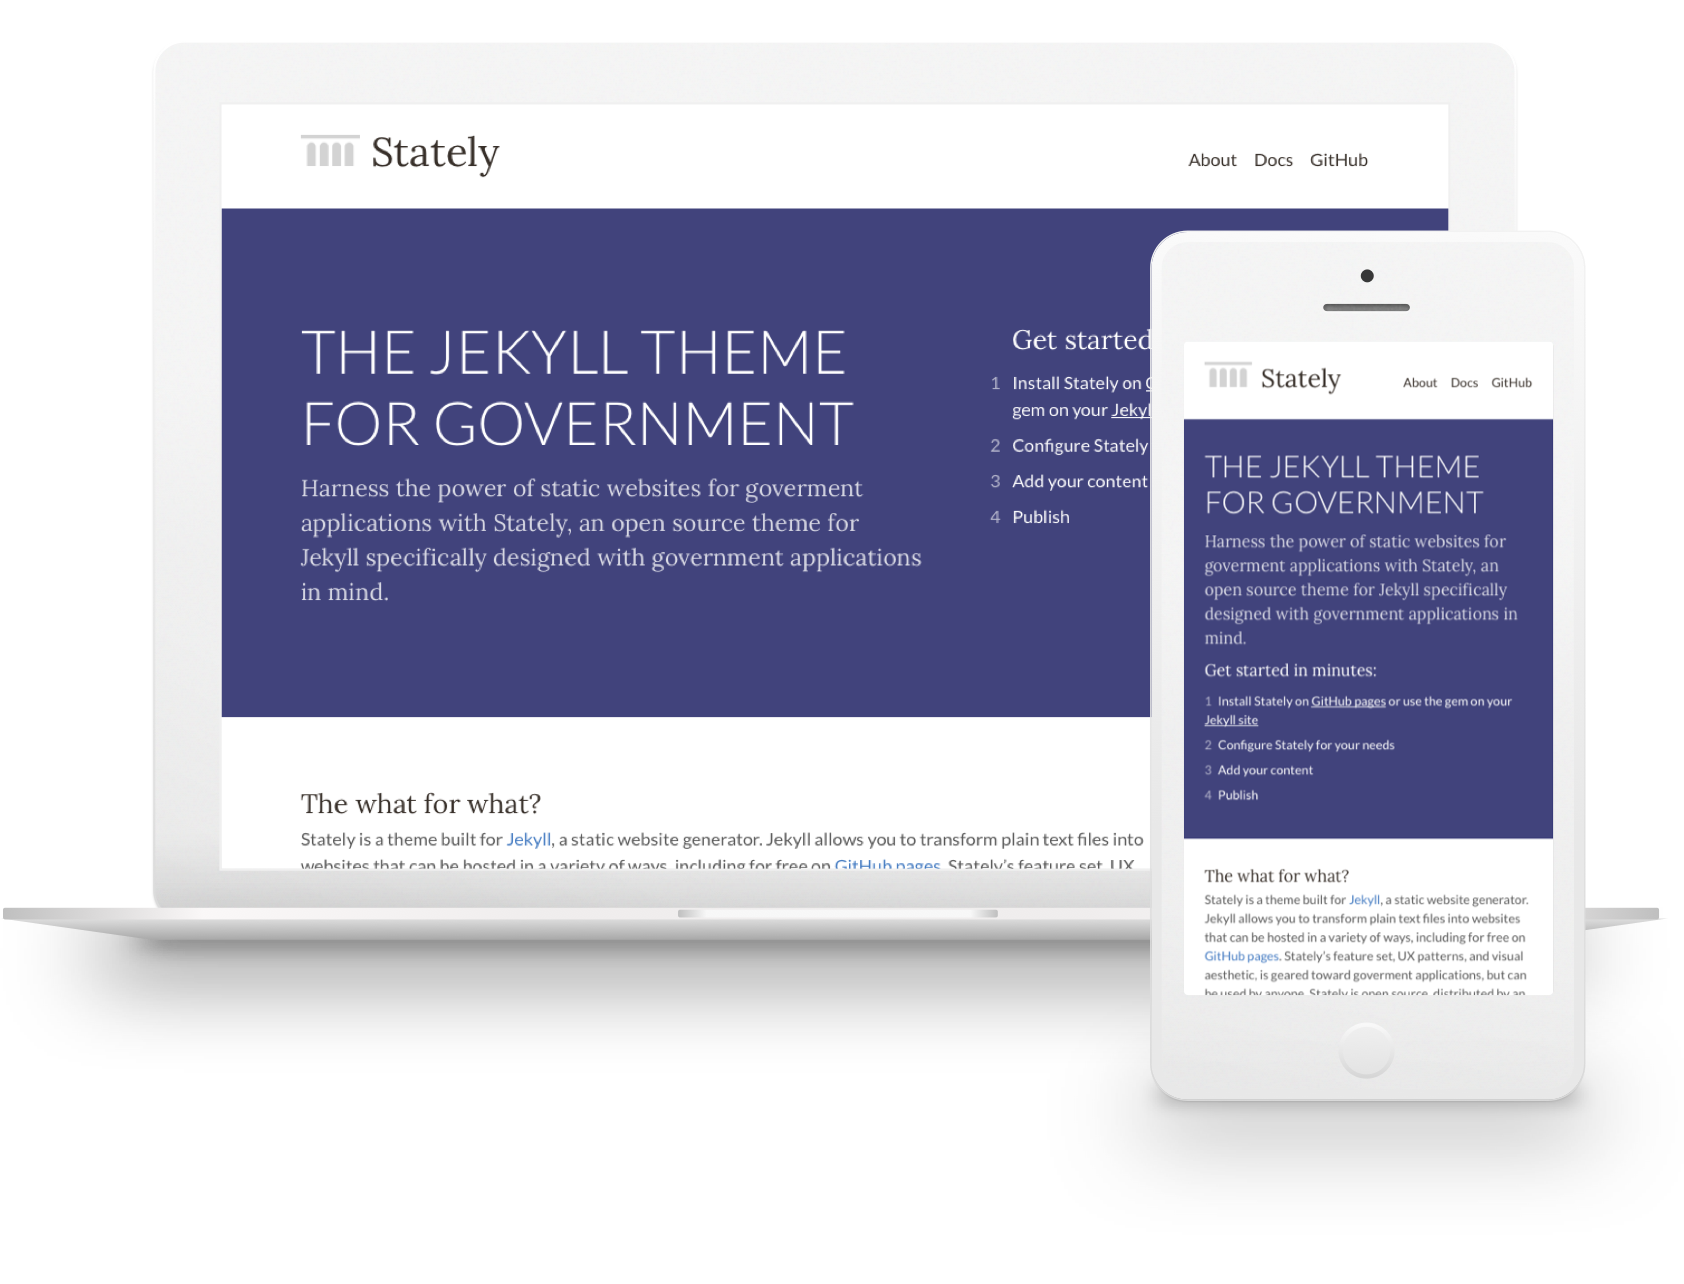 Stately
About Docs GitHub
THE JEKYLL THEME
FOR GOVERNMENT
Harness the power of static websites for goverment
applications with Stately, an open source theme for
Jekyll specifically designed with government applications
in mind.
Get started
1 Install Stately on
gem on your Jekyl
2 Configure Stately
3 Add your content
4 Publish
The what for what?
Stately is a theme built for Jekyll, a static website generator. Jekyll allows you to transform plain text files into
websites that can be hosted in a variety of ways, including for free on GitHub pages. Stately's feature set, UX
Stately
About Docs GitHub
THE JEKYLL THEME
FOR GOVERNMENT
Harness the power of static websites for
goverment applications with Stately, an
open source theme for Jekyll specifically
designed with government applications in
mind.
Get started in minutes:
1 Install Stately on GitHub pages or use the gem on your
Jekyll site
2 Configure Stately for your needs
3 Add your content
4 Publish
The what for what?
Stately is a theme built for Jekyll, a static website generator.
Jekyll allows you to transform plain text files into websites
that can be hosted in a variety of ways, including for free on
GitHub pages. Stately's feature set, UX patterns, and visual
aesthetic, is geared toward goverment applications, but can
be used by anyone. Stately is open source, distributed by an